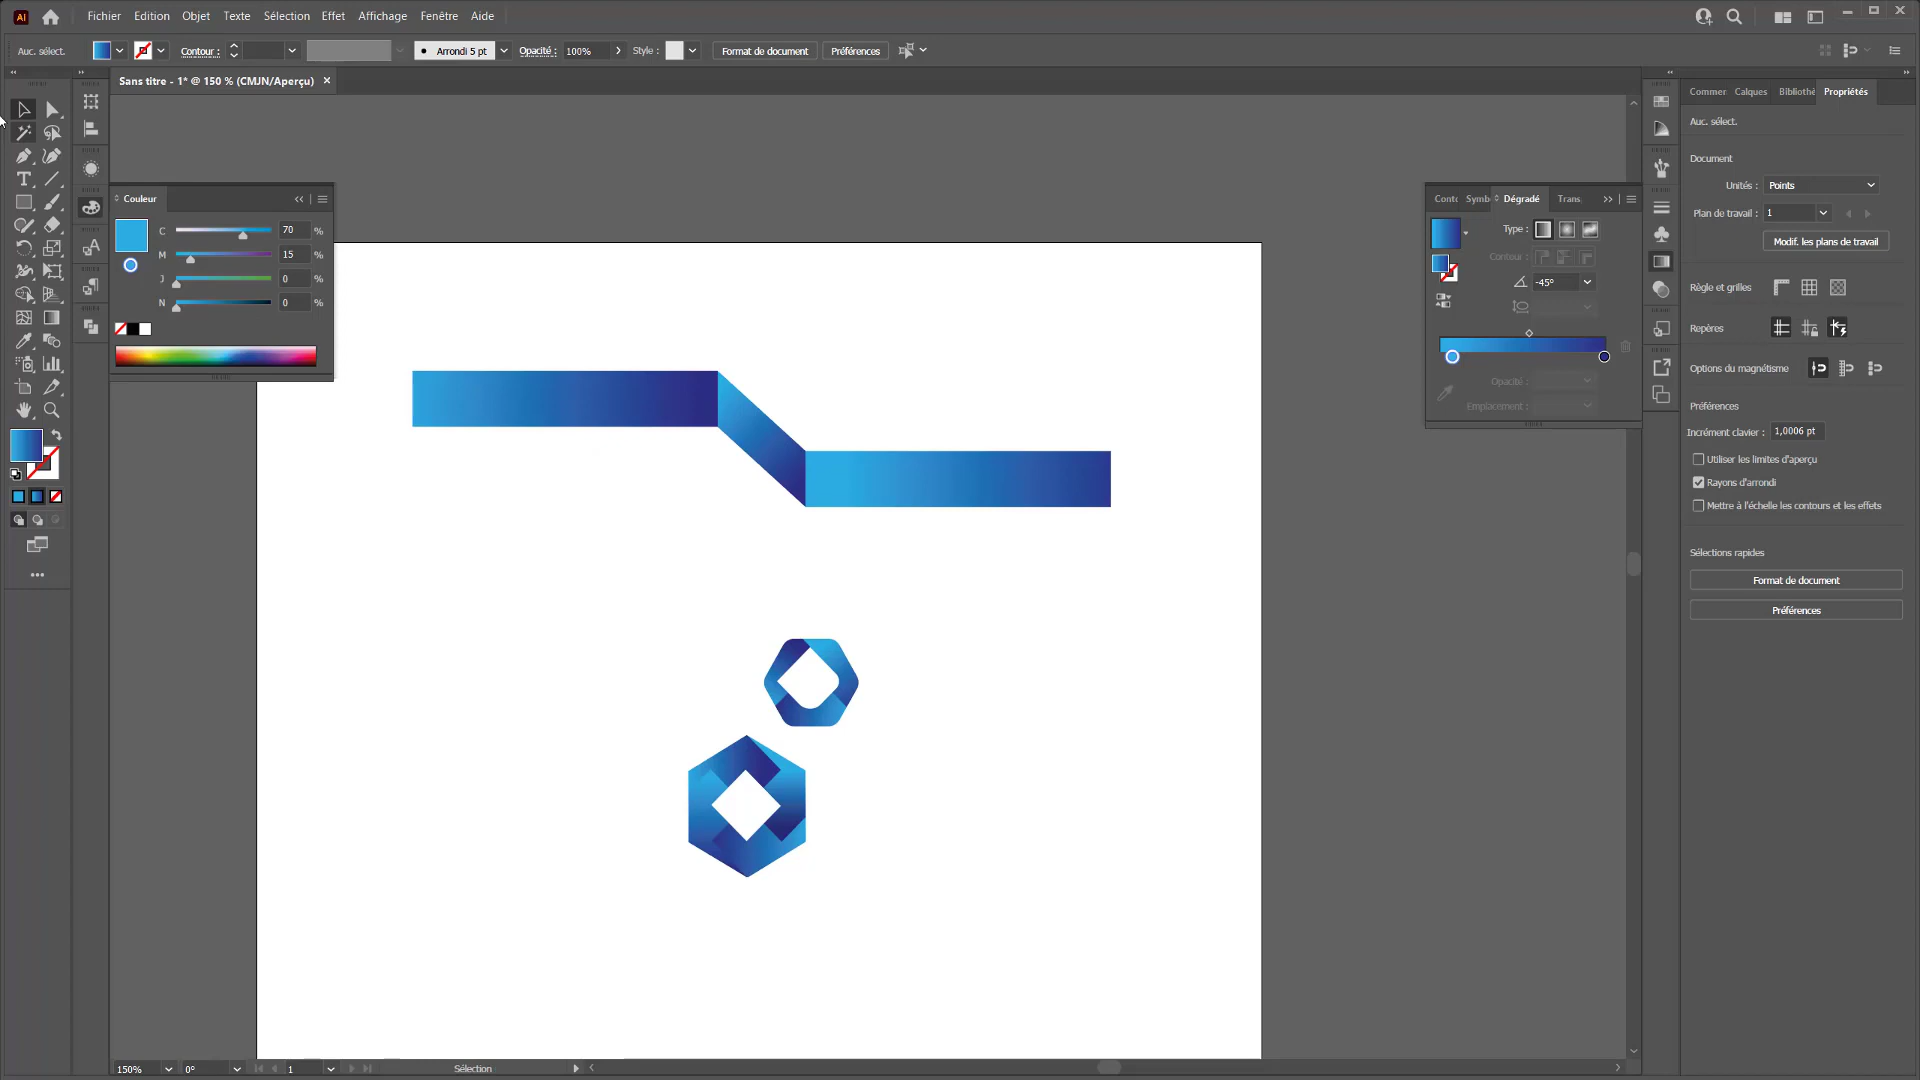 Ai Fichier Edition Objet Texte Sélection Effet Affichage Fenêtre Aide
Auc. sélect. Contour : Arrondi 5 pt Opacité : 100% Style : Format de document Préférences
Sans titre - 1* @ 150 % (CMJN/Aperçu) ×
Couleur
C 70 %
M 15 %
J 0 %
N 0 %
Symb Dégradé Trans
Type :
Contour :
-45°
Opacité :
Emplacement :
Commer Calques Bibliothè Propriétés
Auc. sélect.
Document
Unités : Points
Plan de travail : 1
Modif. les plans de travail
Règle et grilles
Repères
Options du magnétisme
Préférences
Incrément clavier : 1,0006 pt
Utiliser les limites d'aperçu
Rayons d'arrondi
Mettre à l'échelle les contours et les effets
Sélections rapides
Format de document
Préférences
150% 0° 1 Sélection